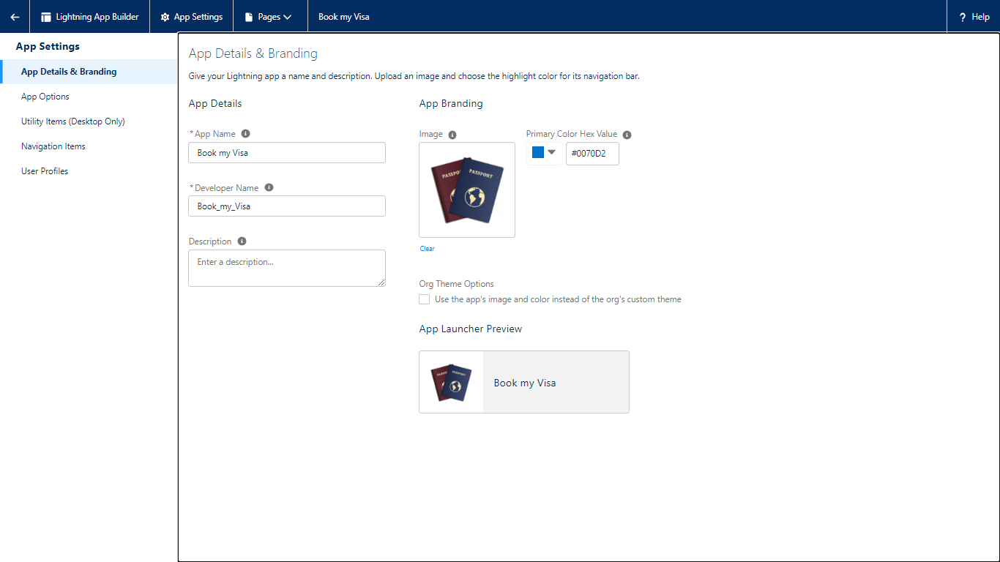 Lightning App Builder
App Settings
Pages
Book my Visa
? Help
App Settings
App Details & Branding
App Options
Utility Items (Desktop Only)
Navigation Items
User Profiles
App Details & Branding
Give your Lightning app a name and description. Upload an image and choose the highlight color for its navigation bar.
App Details
*App Name
Book my Visa
*Developer Name
Book_my_Visa
Description
Enter a description...
App Branding
Image
PASSPO
PASSPORT
Clear
Primary Color Hex Value
#0070D2
Org Theme Options
Use the app's image and color instead of the org's custom theme
App Launcher Preview
PASSPORT
Book my Visa